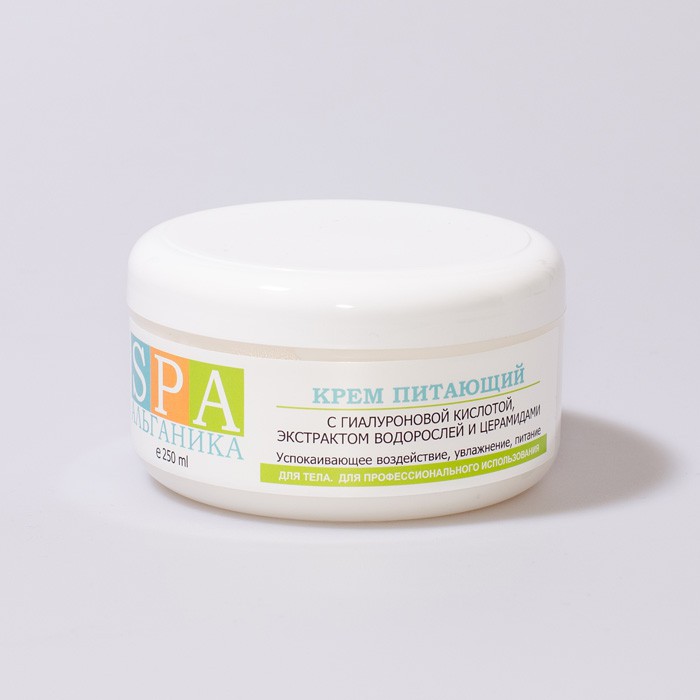 SPA
АЛЬГАНИКА
℮ 250 ml
КРЕМ ПИТАЮЩИЙ
С ГИАЛУРОНОВОЙ КИСЛОТОЙ,
ЭКСТРАКТОМ ВОДОРОСЛЕЙ И ЦЕРАМИДАМИ
Успокаивающее воздействие, увлажнение, питание
ДЛЯ ТЕЛА. ДЛЯ ПРОФЕССИОНАЛЬНОГО ИСПОЛЬЗОВАНИЯ